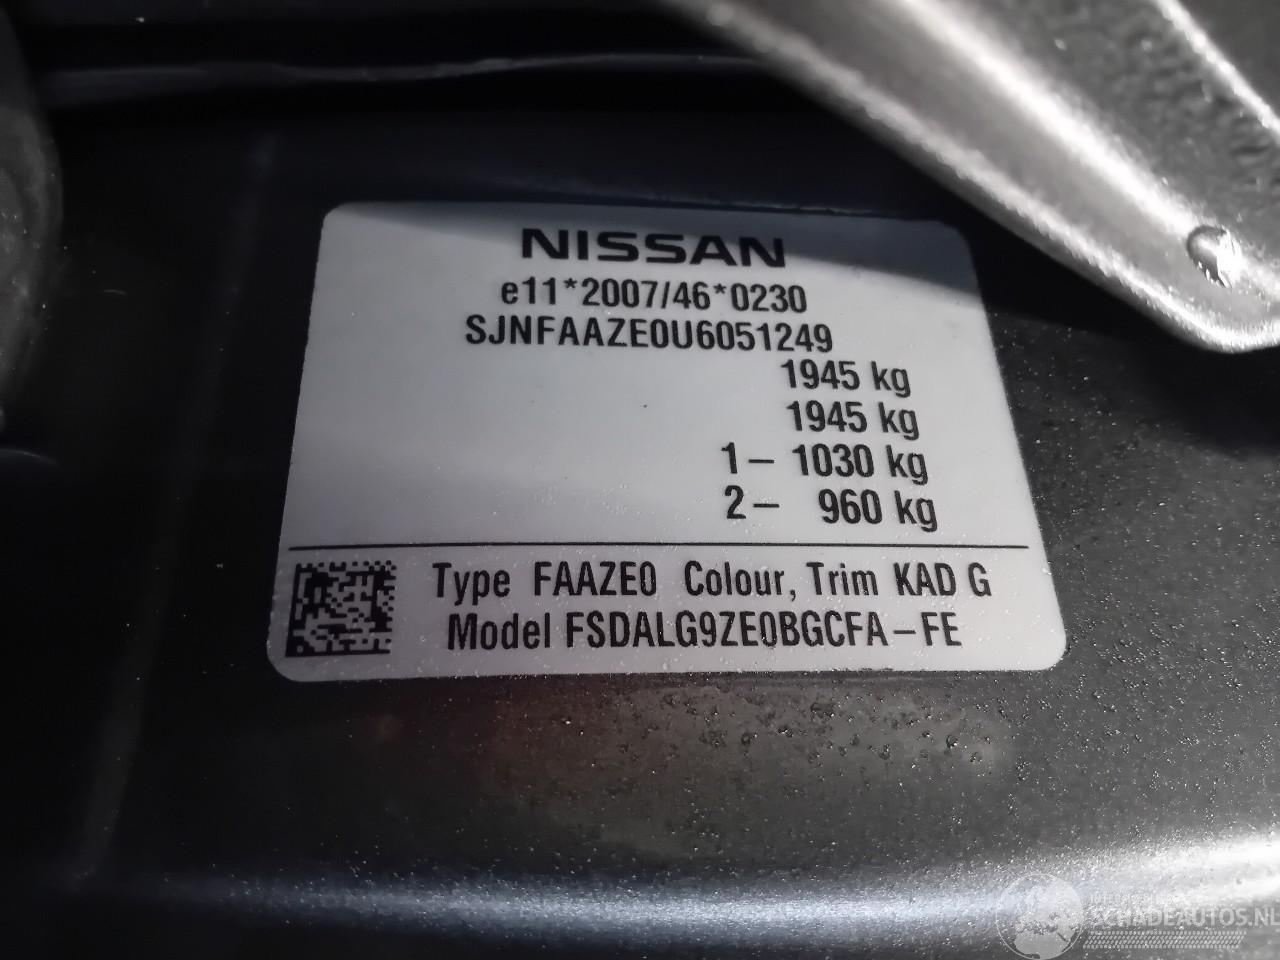 NISSAN
e11*2007/46*0230
SJNFAAZE0U6051249
1945 kg
1945 kg
1 – 1030 kg
2 – 960 kg
Type FAAZE0 Colour, Trim KAD G
Model FSDALG9ZE0BGCFA – FE
SCHADEAUTOS.NL